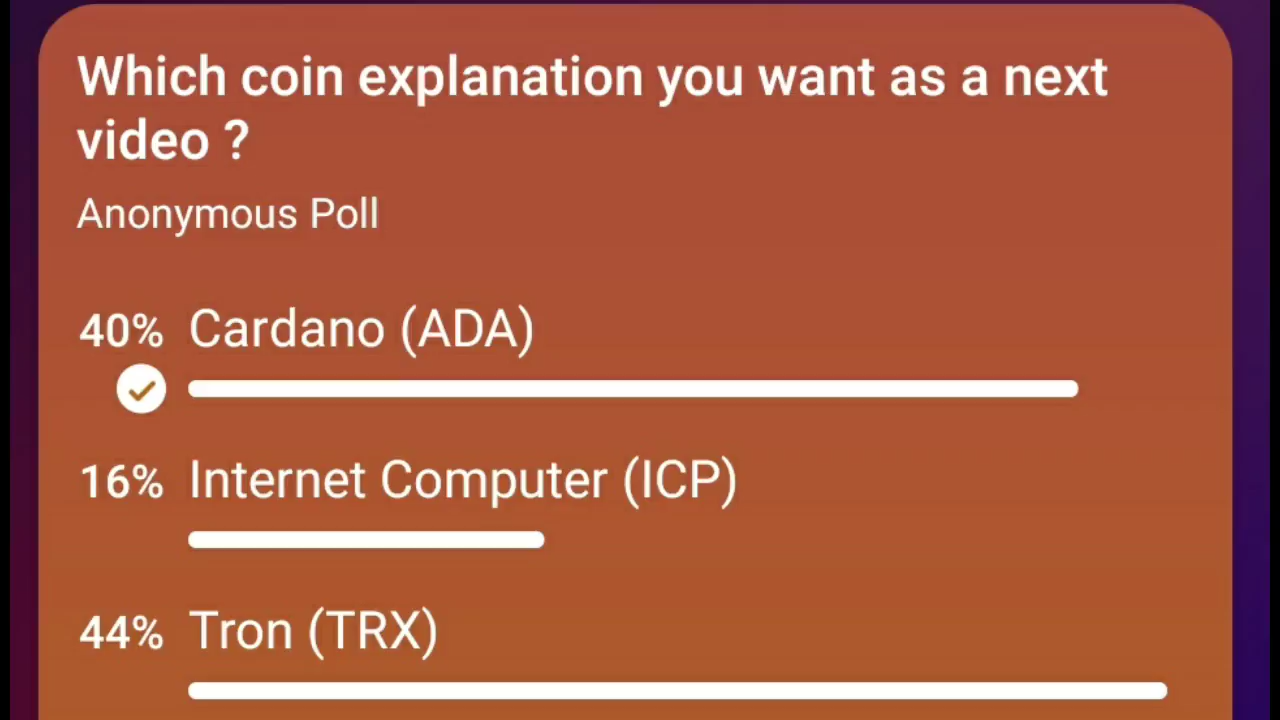 Which coin explanation you want as a next
video ?
Anonymous Poll
40% Cardano (ADA)
16% Internet Computer (ICP)
44% Tron (TRX)